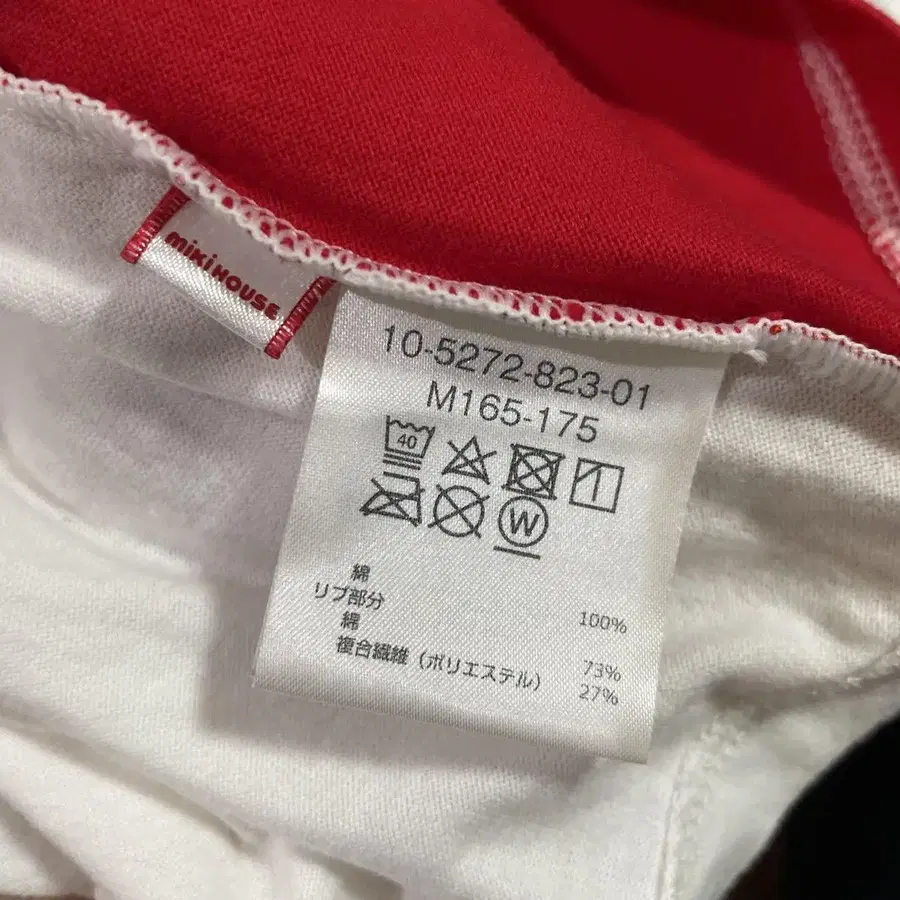 mikiHOUSE
10-5272-823-01
M165-175
40
W
綿
100%
リブ部分
綿 73%
複合繊維（ポリエステル） 27%